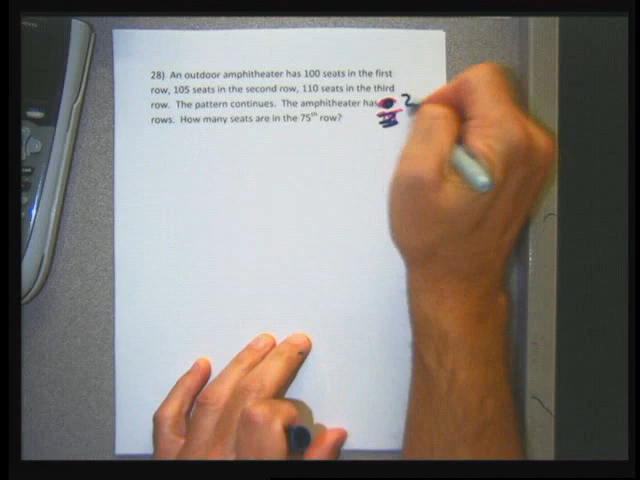 28) An outdoor amphitheater has 100 seats in the first
row, 105 seats in the second row, 110 seats in the third
row. The pattern continues. The amphitheater has 2
rows. How many seats are in the 75th row?